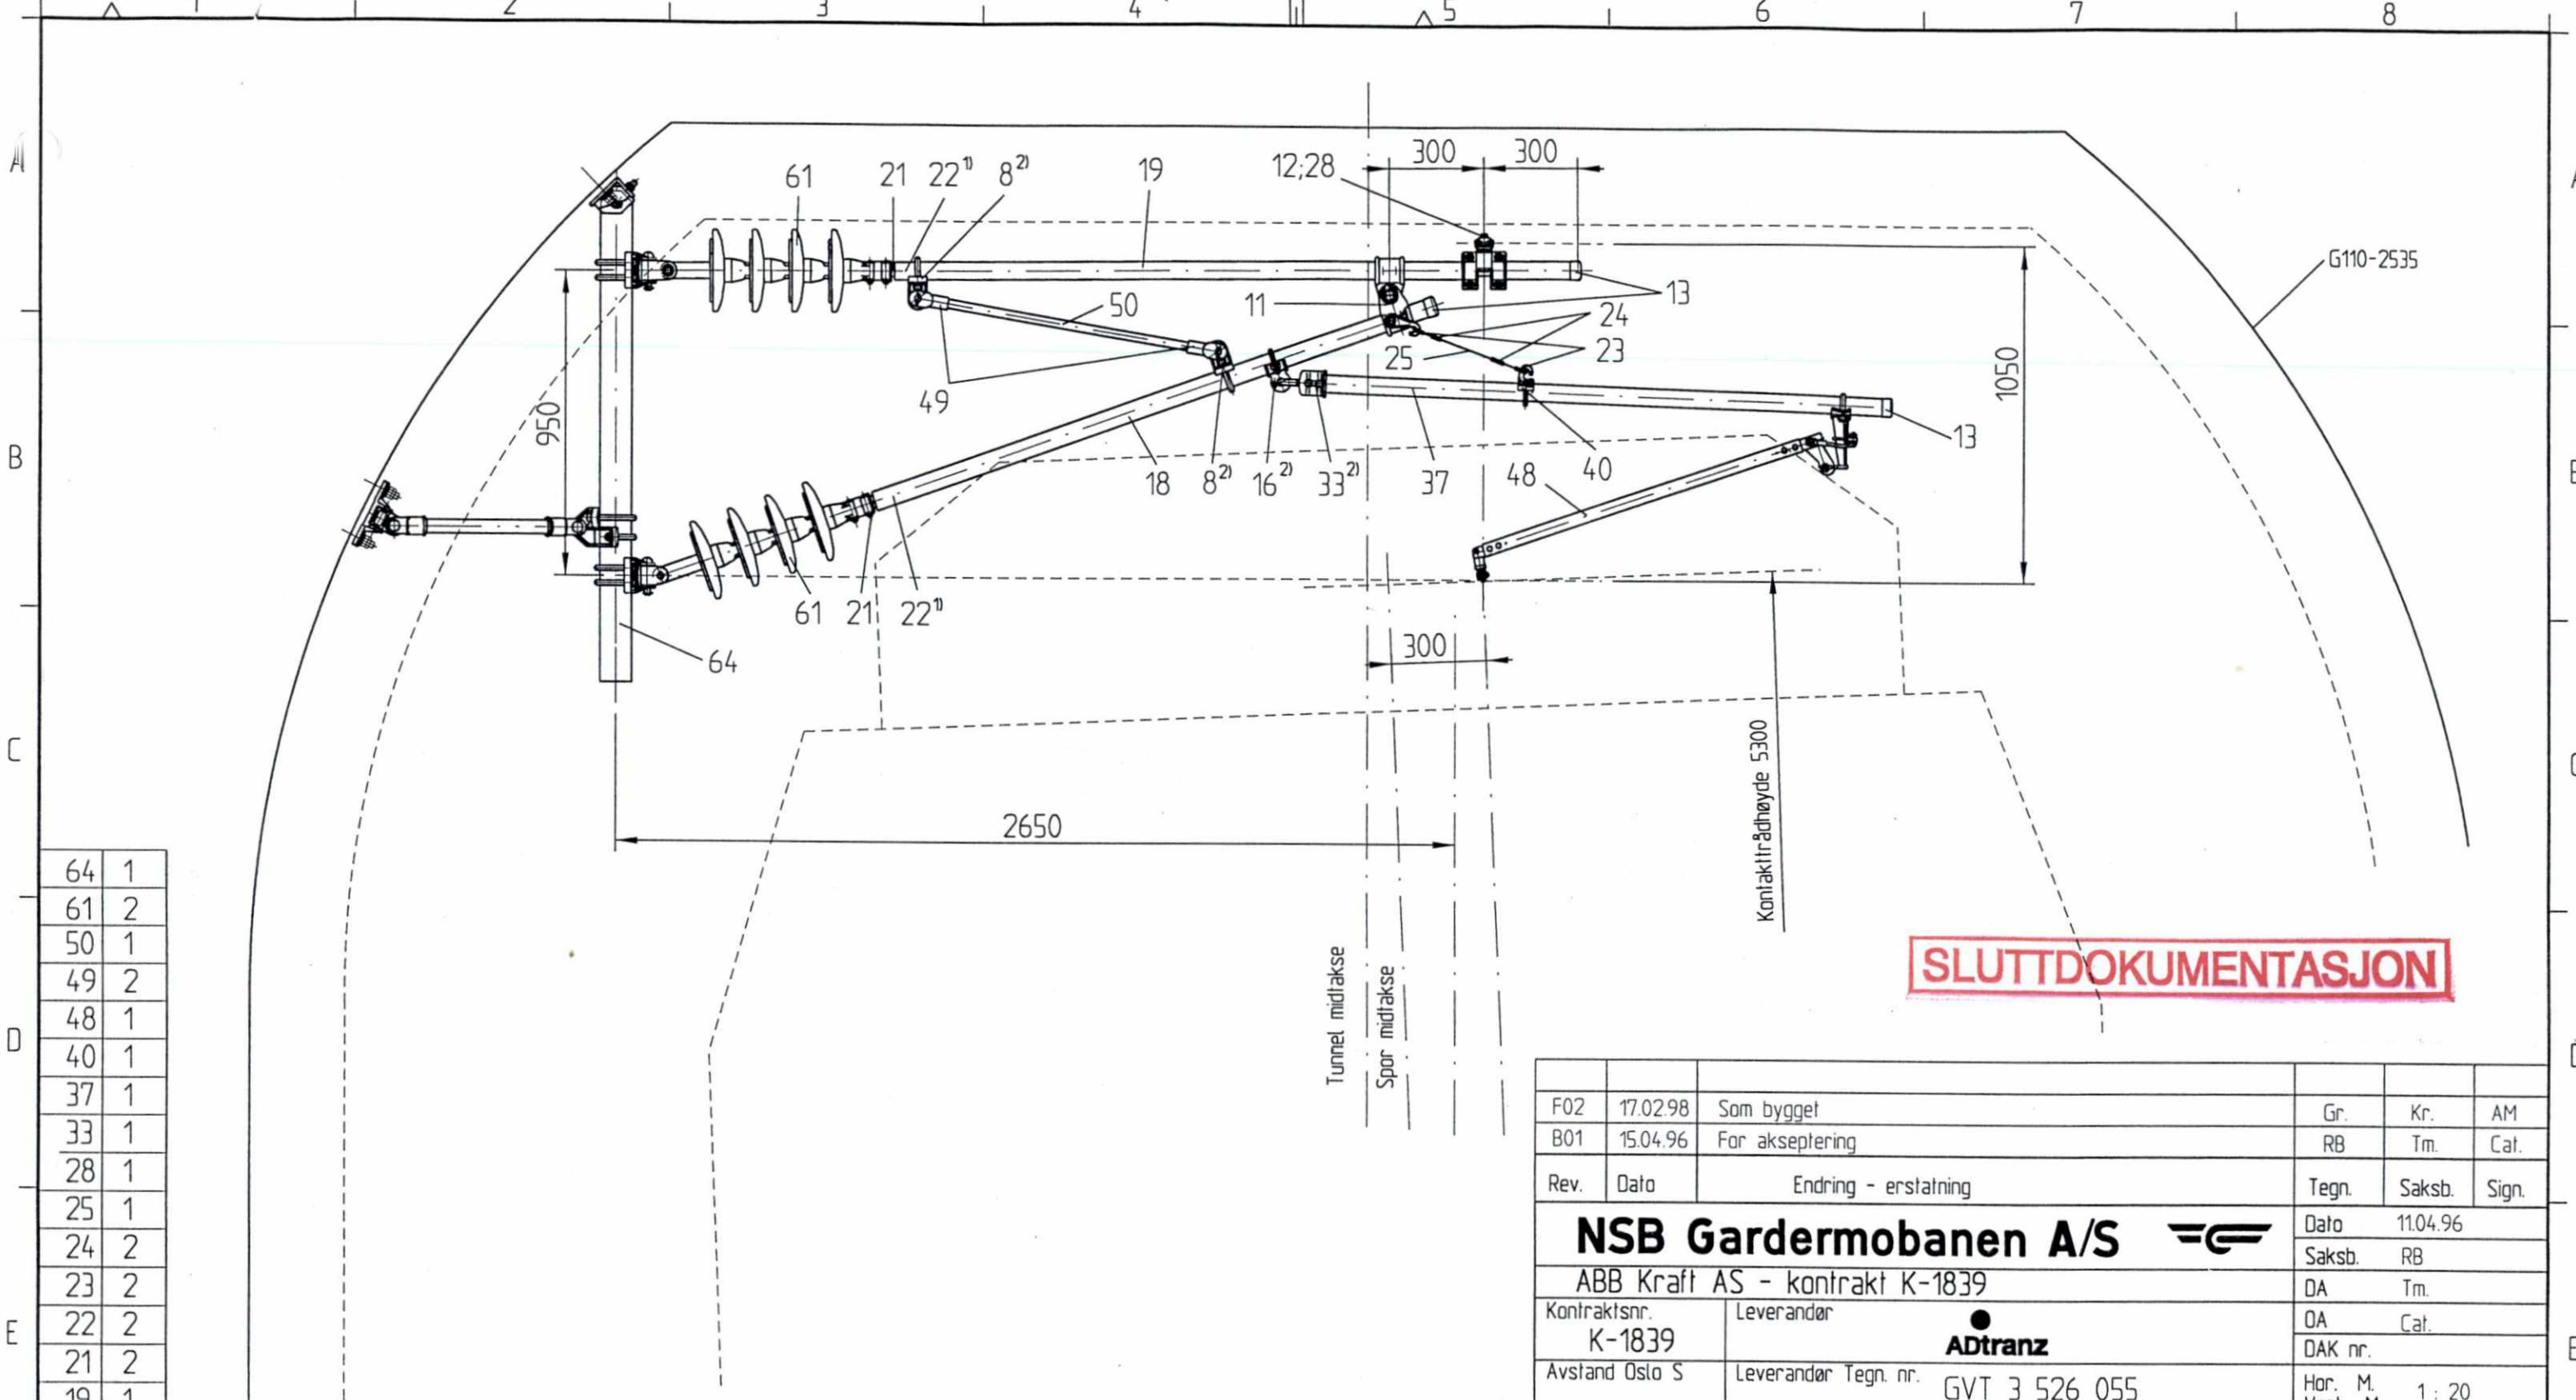 1 2 3 4 5 6 7 8
A
61 21 22¹⁾ 8²⁾ 19 12;28 300 300
G110-2535
50 11 13
24
25 23
49
950
1050
B
18 8²⁾ 16²⁾ 33²⁾ 37 48 40 13
61 21 22¹⁾
64
300
C
2650
Kontakttrådhøyde 5300
Tunnel midtakse
Spor midtakse
SLUTTDOKUMENTASJON
64 1
61 2
50 1
49 2
48 1
D
40 1
37 1
33 1
28 1
25 1
24 2
23 2
E
22 2
21 2
19 1
F02 17.02.98 Som bygget Gr. Kr. AM
B01 15.04.96 For akseptering RB Tm. Cat.
Rev. Dato Endring - erstatning Tegn. Saksb. Sign.
NSB Gardermobanen A/S
Dato 11.04.96
Saksb. RB
ABB Kraft AS - kontrakt K-1839
DA Tm.
Kontraktsnr.
K-1839
Leverandør
ADtranz
OA Cat.
DAK nr.
Avstand Oslo S
Leverandør Tegn. nr. GVT 3 526 055
Hor. M. 1 : 20